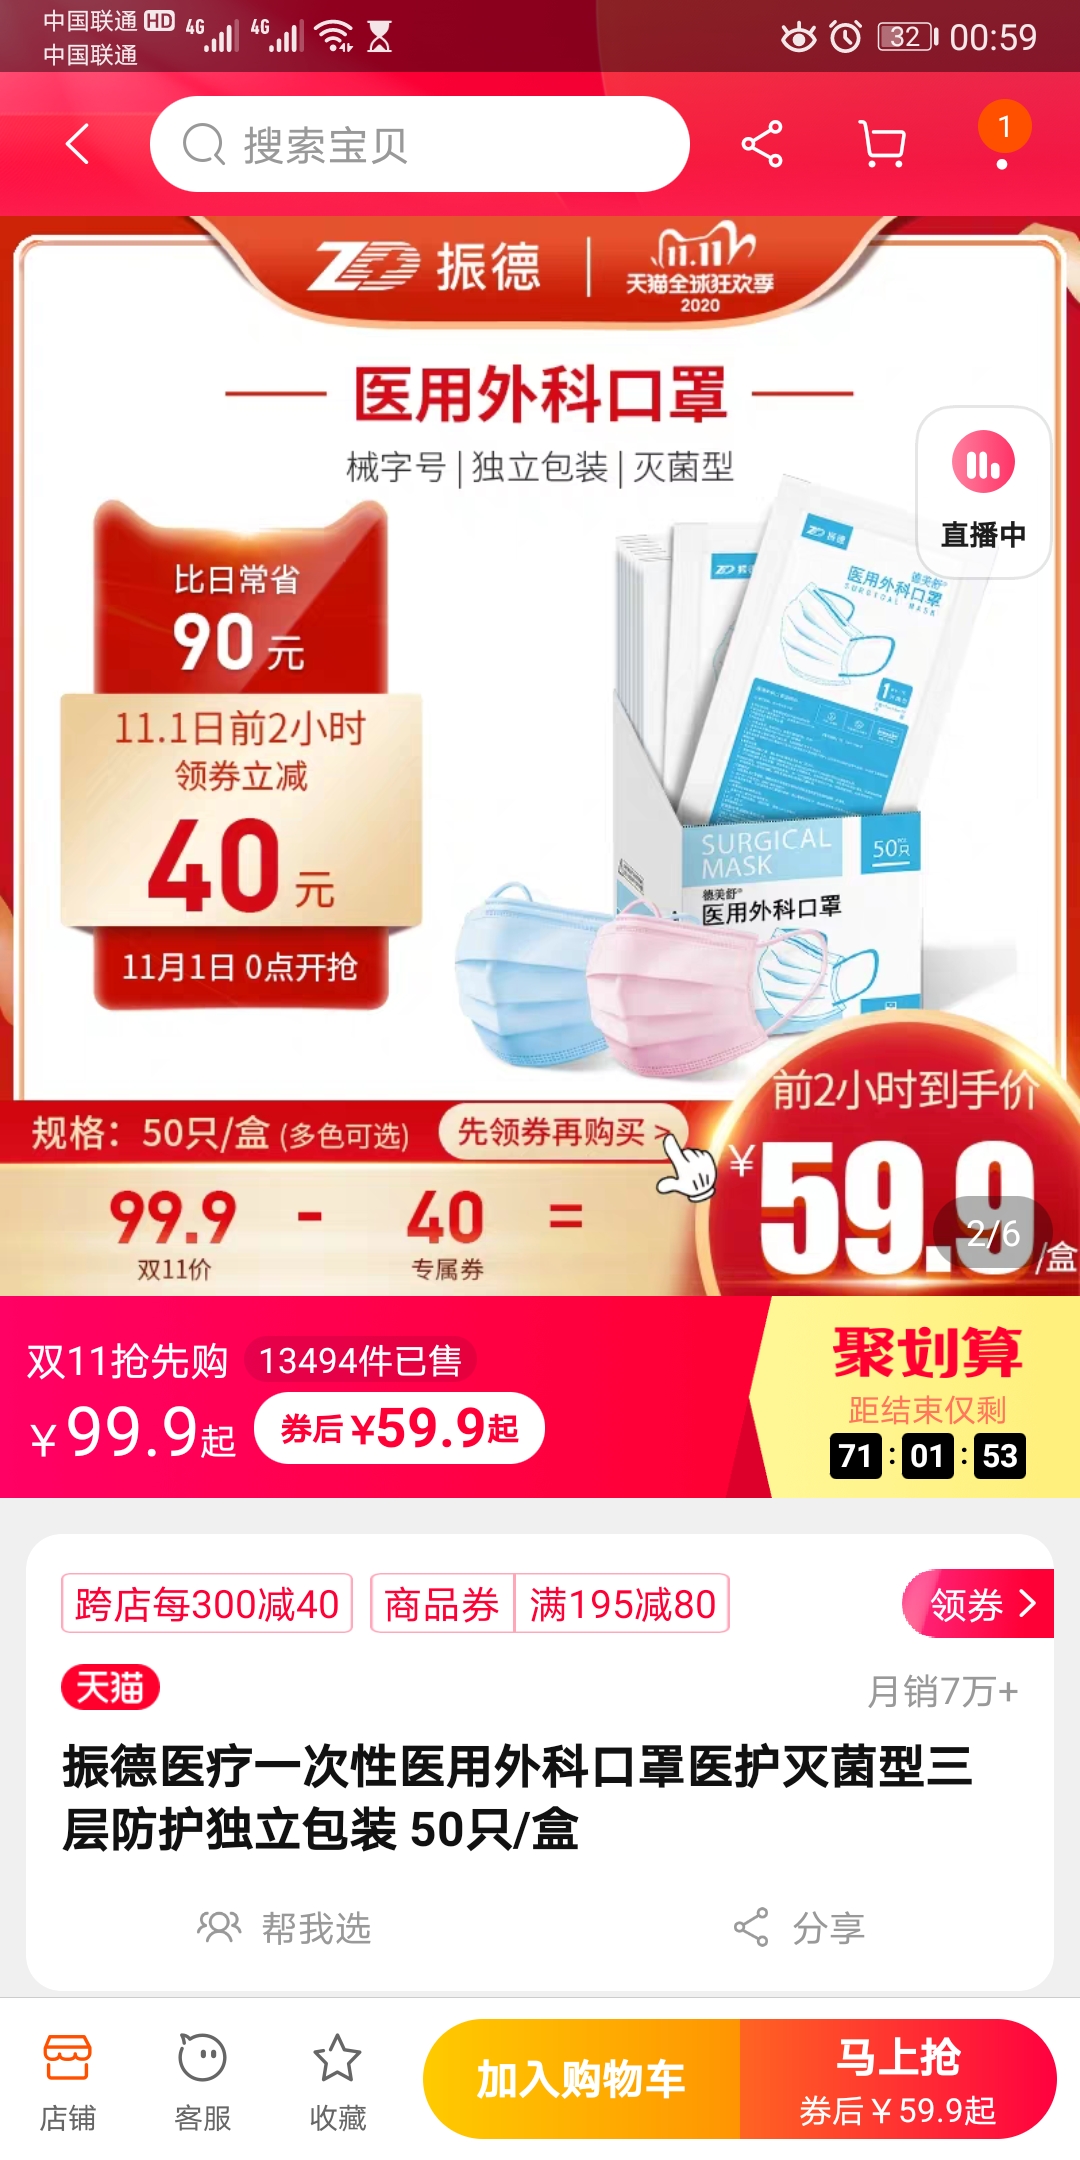 中国联通 HD 4G 4G 32 00:59
中国联通
搜索宝贝
1
振德 11.11
天猫全球狂欢季
2020
医用外科口罩
械字号|独立包装|灭菌型
直播中
比日常省
90元
11.1日前2小时
领券立减
40元
11月1日 0点开抢
德美舒
医用外科口罩
SURGICAL MASK
SURGICAL
MASK
50只
德美舒
医用外科口罩
前2小时到手价
¥59.9/盒
规格：50只/盒 (多色可选)
先领券再购买 >
99.9 - 40 =
双11价 专属券
2/6
双11抢先购 13494件已售
¥99.9起 券后¥59.9起
聚划算
距结束仅剩
71:01:53
跨店每300减40 商品券 满195减80 领券
天猫 月销7万+
振德医疗一次性医用外科口罩医护灭菌型三
层防护独立包装 50只/盒
帮我选 分享
店铺 客服 收藏
加入购物车
马上抢
券后¥59.9起